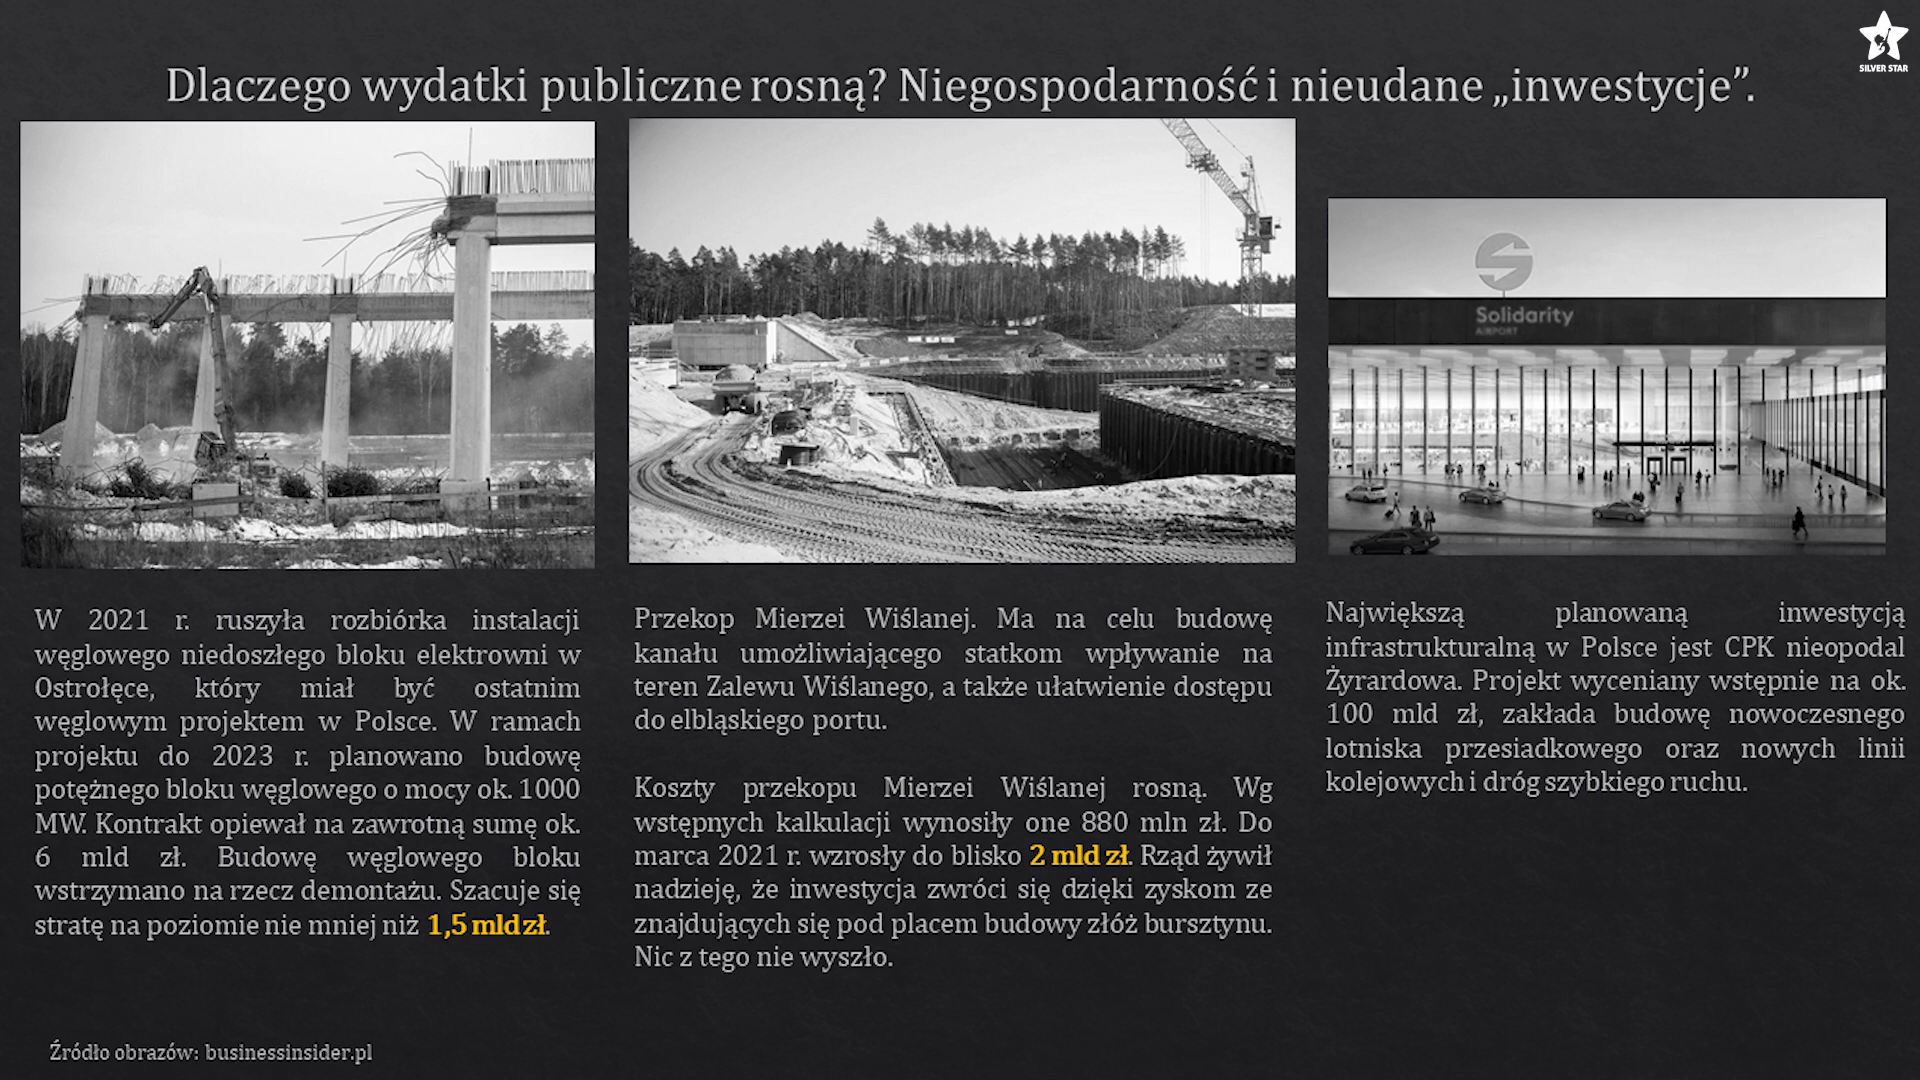 SILVER STAR
Dlaczego wydatki publiczne rosną? Niegospodarność i nieudane „inwestycje”.
Solidarity
AIRPORT
W 2021 r. ruszyła rozbiórka instalacji
węglowego niedoszłego bloku elektrowni w
Ostrołęce, który miał być ostatnim
węglowym projektem w Polsce. W ramach
projektu do 2023 r. planowano budowę
potężnego bloku węglowego o mocy ok. 1000
MW. Kontrakt opiewał na zawrotną sumę ok.
6 mld zł. Budowę węglowego bloku
wstrzymano na rzecz demontażu. Szacuje się
stratę na poziomie nie mniej niż 1,5 mld zł.
Przekop Mierzei Wiślanej. Ma na celu budowę
kanału umożliwiającego statkom wpływanie na
teren Zalewu Wiślanego, a także ułatwienie dostępu
do elbląskiego portu.
Koszty przekopu Mierzei Wiślanej rosną. Wg
wstępnych kalkulacji wynosiły one 880 mln zł. Do
marca 2021 r. wzrosły do blisko 2 mld zł. Rząd żywił
nadzieję, że inwestycja zwróci się dzięki zyskom ze
znajdujących się pod placem budowy złóż bursztynu.
Nic z tego nie wyszło.
Największą planowaną inwestycją
infrastrukturalną w Polsce jest CPK nieopodal
Żyrardowa. Projekt wyceniany wstępnie na ok.
100 mld zł, zakłada budowę nowoczesnego
lotniska przesiadkowego oraz nowych linii
kolejowych i dróg szybkiego ruchu.
Źródło obrazów: businessinsider.pl